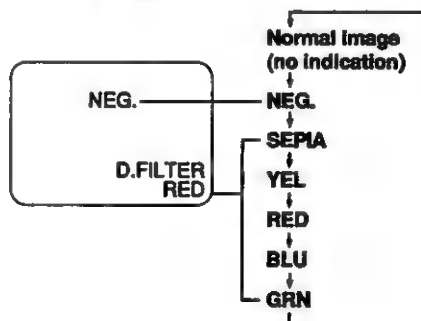 Normal image
(no indication)
NEG.
NEG.
SEPIA
D.FILTER
RED
YEL
RED
BLU
GRN